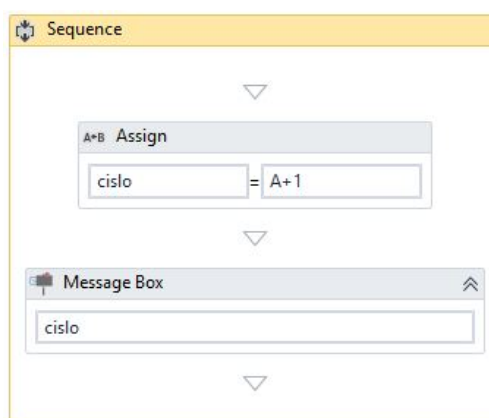 Sequence
A+B Assign
cislo = A+1
Message Box
cislo